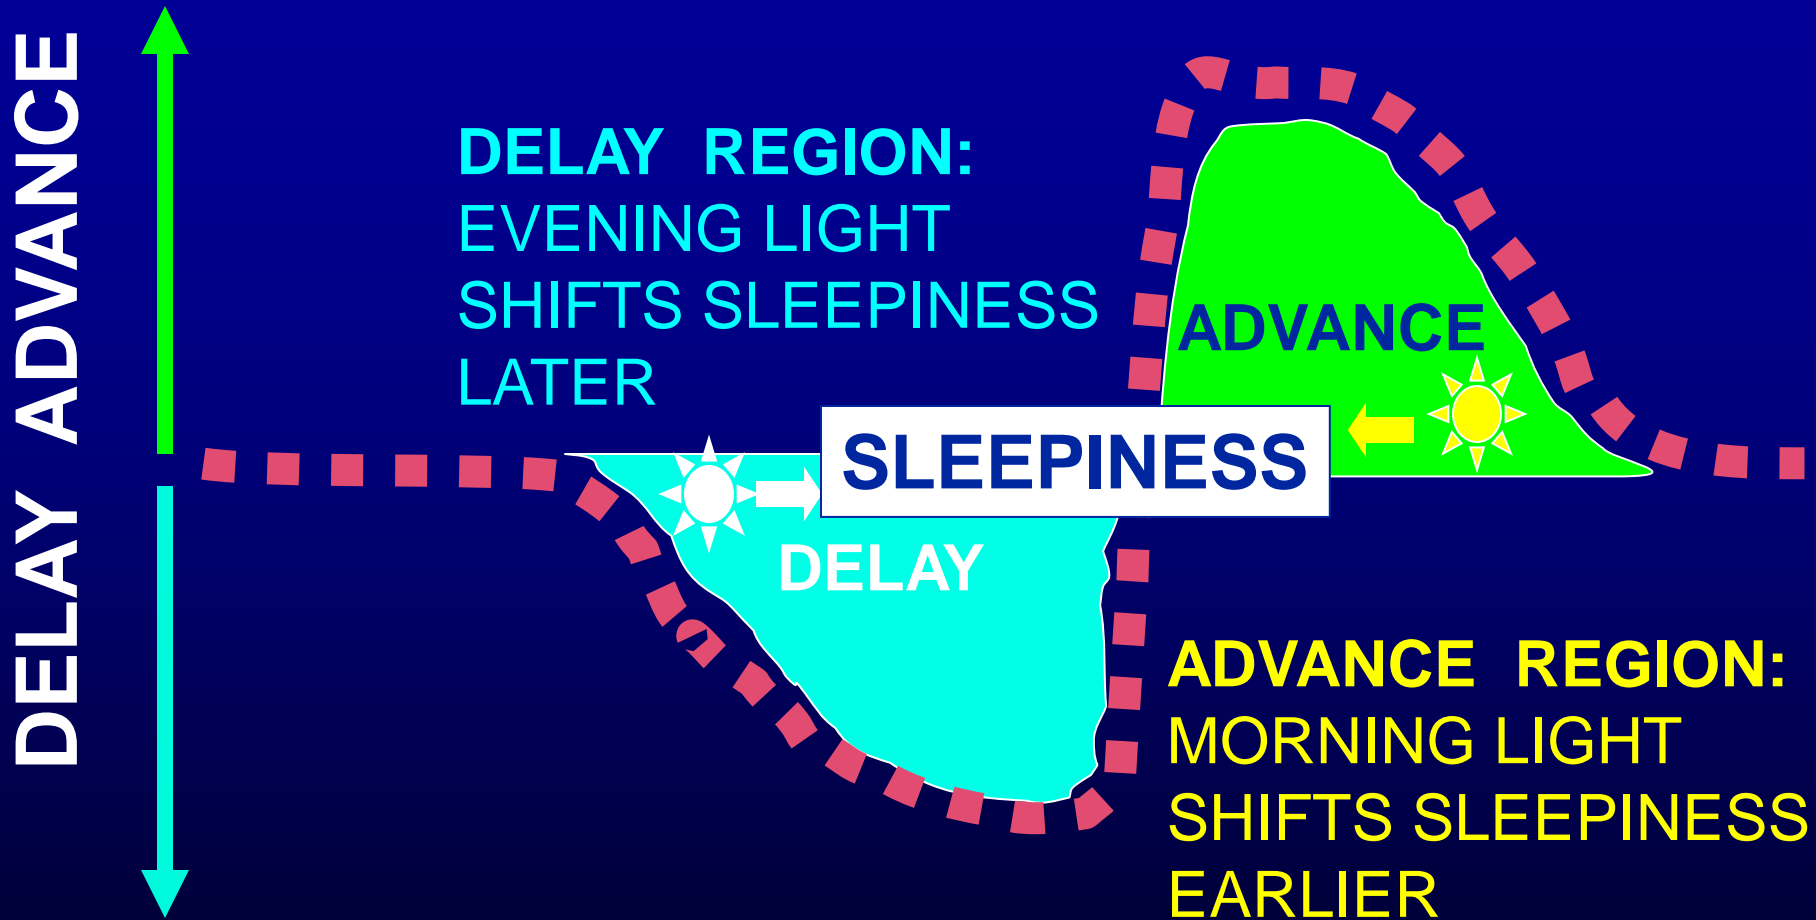 DELAY ADVANCE
DELAY REGION:
EVENING LIGHT
SHIFTS SLEEPINESS
LATER
ADVANCE
SLEEPINESS
DELAY
ADVANCE REGION:
MORNING LIGHT
SHIFTS SLEEPINESS
EARLIER